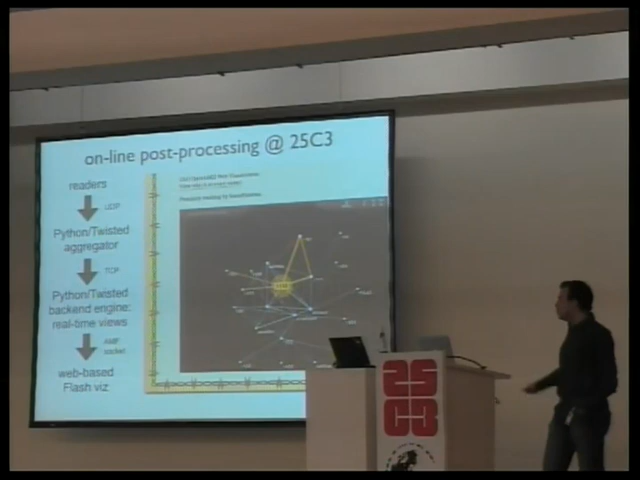 on-line post-processing @ 25C3
readers
UDP
Python/Twisted
aggregator
TCP
Python/Twisted
backend engine:
real-time views
AMP
socket
web-based
Flash viz
25
C3